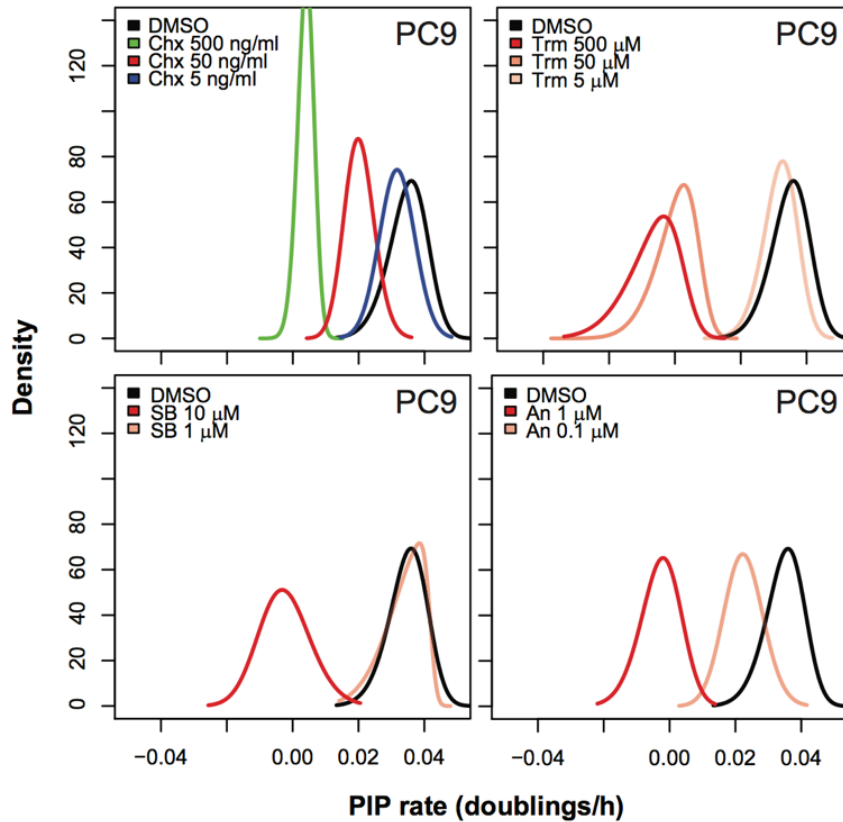 DMSO
Chx 500 ng/ml
Chx 50 ng/ml
Chx 5 ng/ml
PC9
DMSO
Trm 500 µM
Trm 50 µM
Trm 5 µM
PC9
120
80
60
40
20
0
DMSO
SB 10 µM
SB 1 µM
PC9
DMSO
An 1 µM
An 0.1 µM
PC9
120
80
60
40
20
0
Density
−0.04 0.00 0.02 0.04
−0.04 0.00 0.02 0.04
PIP rate (doublings/h)